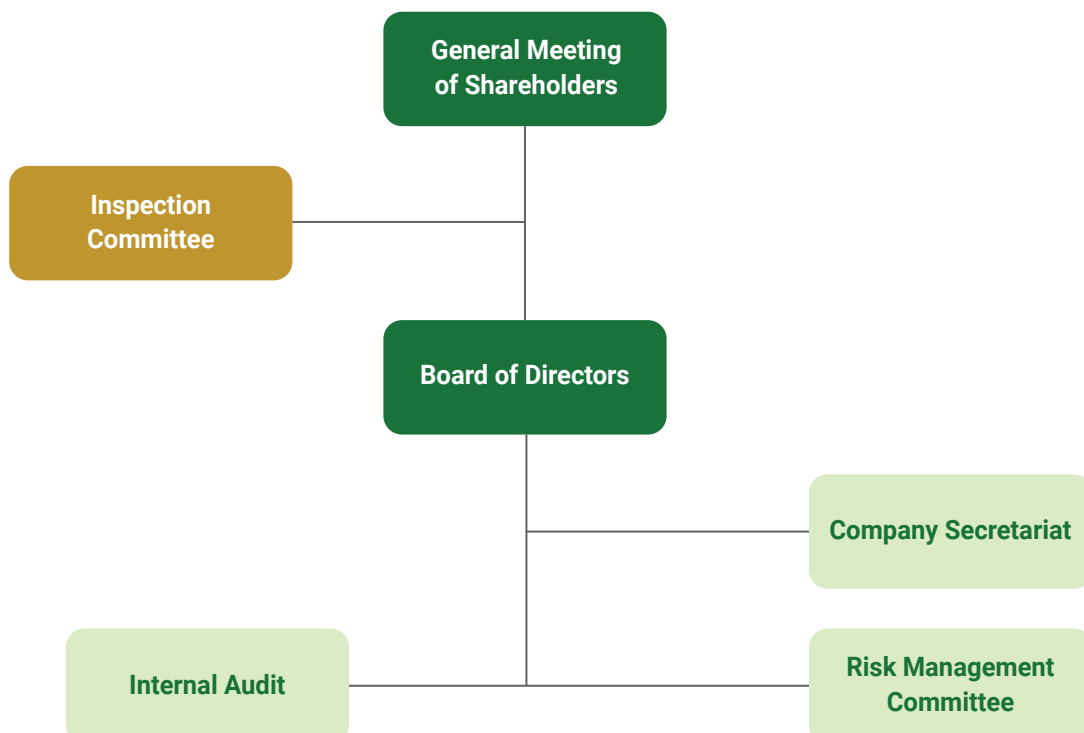 General Meeting
of Shareholders
Inspection
Committee
Board of Directors
Company Secretariat
Internal Audit
Risk Management
Committee